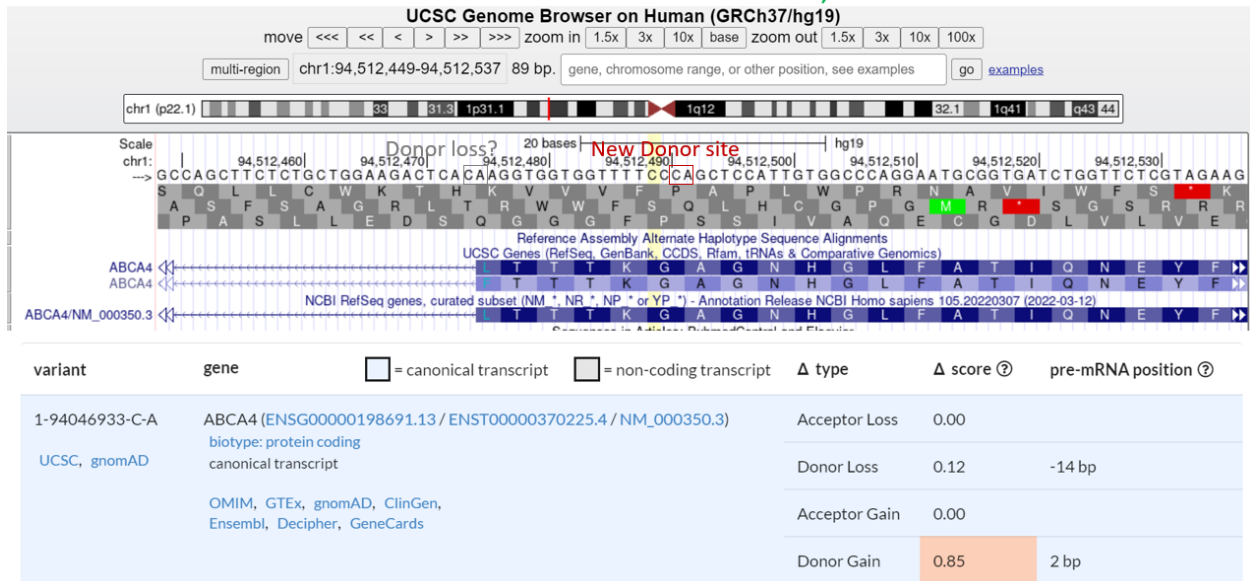 UCSC Genome Browser on Human (GRCh37/hg19)
move <<< << < > >> >>> zoom in 1.5x 3x 10x base zoom out 1.5x 3x 10x 100x
multi-region chr1:94,512,449-94,512,537 89 bp. gene, chromosome range, or other position, see examples go examples
chr1 (p22.1) 33 31.3 1p31.1 1q12 32.1 1q41 q43 44
Scale 20 bases hg19
Donor loss? New Donor site
chr1: 94,512,460 94,512,470 94,512,480 94,512,490 94,512,500 94,512,510 94,512,520 94,512,530
---> GCCAGCTTCTCTGCTGGAAGACTCACAAGGTGGTGGTTTTCCCAGCTCCATTGTGGCCCAGGAATGCGGTGATCTGGTTCTCGTAGAAG
S Q L L C W K T H K V V V F P A P L W P R N A V I W F S * K
A S F S A G R L T R W W F S Q L H C G P G M R * S G S R R R
P A S L L E D S Q G G G F P S S I V A Q E C G D L V L V E
Reference Assembly Alternate Haplotype Sequence Alignments
UCSC Genes (RefSeq, GenBank, CCDS, Rfam, tRNAs & Comparative Genomics)
ABCA4 L T T T K G A G N H G L F A T I Q N E Y F
ABCA4 T T T K G A G N H G L F A T I Q N E Y F
NCBI RefSeq genes, curated subset (NM_*, NR_*, NP_* or YP_*) - Annotation Release NCBI Homo sapiens 105.20220307 (2022-03-12)
ABCA4/NM_000350.3 L T T T K G A G N H G L F A T I Q N E Y F
variant gene = canonical transcript = non-coding transcript Δ type Δ score ? pre-mRNA position ?
1-94046933-C-A ABCA4 (ENSG00000198691.13 / ENST00000370225.4 / NM_000350.3) Acceptor Loss 0.00
biotype: protein coding
UCSC, gnomAD canonical transcript
Donor Loss 0.12 -14 bp
OMIM, GTEx, gnomAD, ClinGen, Acceptor Gain 0.00
Ensembl, Decipher, GeneCards
Donor Gain 0.85 2 bp